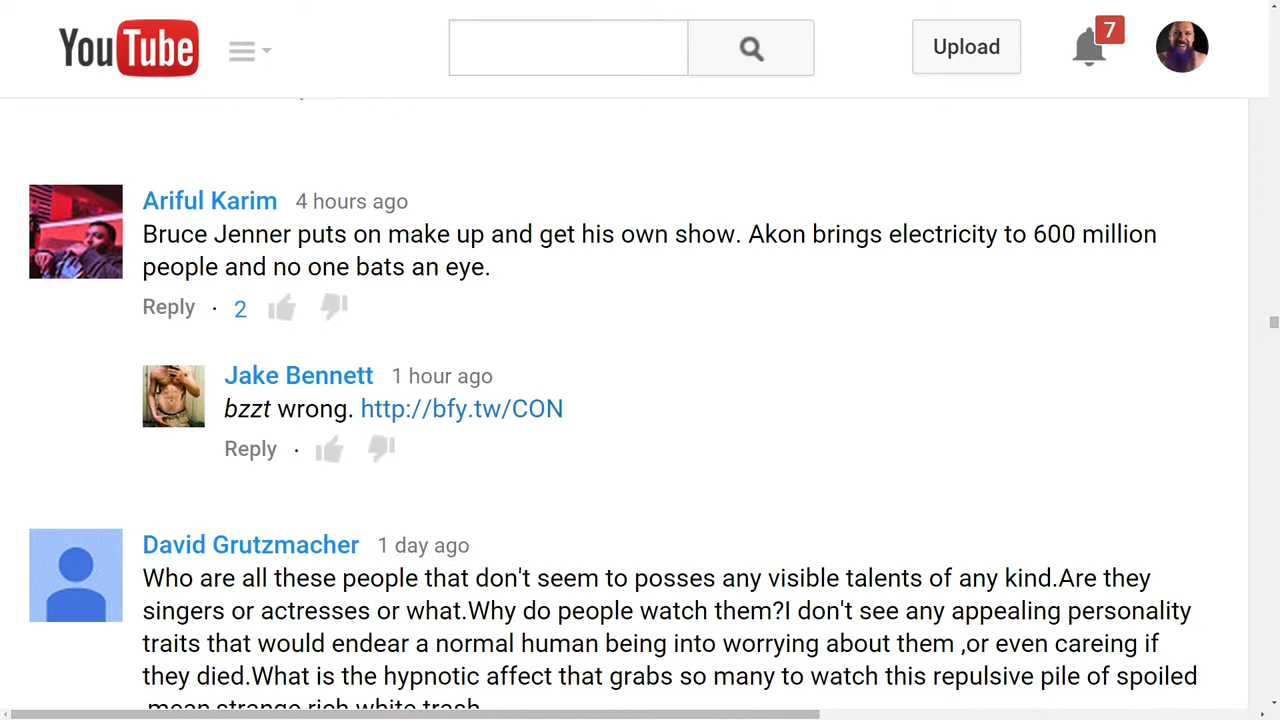 YouTube
Upload
7
Ariful Karim 4 hours ago
Bruce Jenner puts on make up and get his own show. Akon brings electricity to 600 million
people and no one bats an eye.
Reply · 2
Jake Bennett 1 hour ago
bzzt wrong. http://bfy.tw/CON
Reply ·
David Grutzmacher 1 day ago
Who are all these people that don't seem to posses any visible talents of any kind.Are they
singers or actresses or what.Why do people watch them?I don't see any appealing personality
traits that would endear a normal human being into worrying about them ,or even careing if
they died.What is the hypnotic affect that grabs so many to watch this repulsive pile of spoiled
,mean strange rich white trash